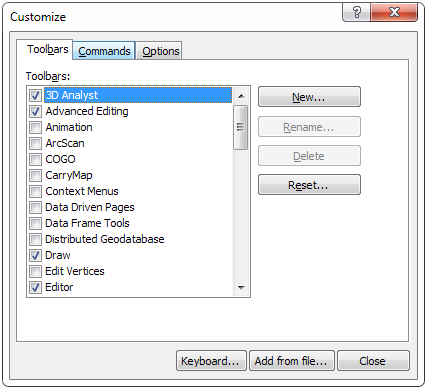 Customize
?
Toolbars Commands Options
Toolbars:
3D Analyst
Advanced Editing
Animation
ArcScan
COGO
CarryMap
Context Menus
Data Driven Pages
Data Frame Tools
Distributed Geodatabase
Draw
Edit Vertices
Editor
New...
Rename...
Delete
Reset...
Keyboard... Add from file... Close